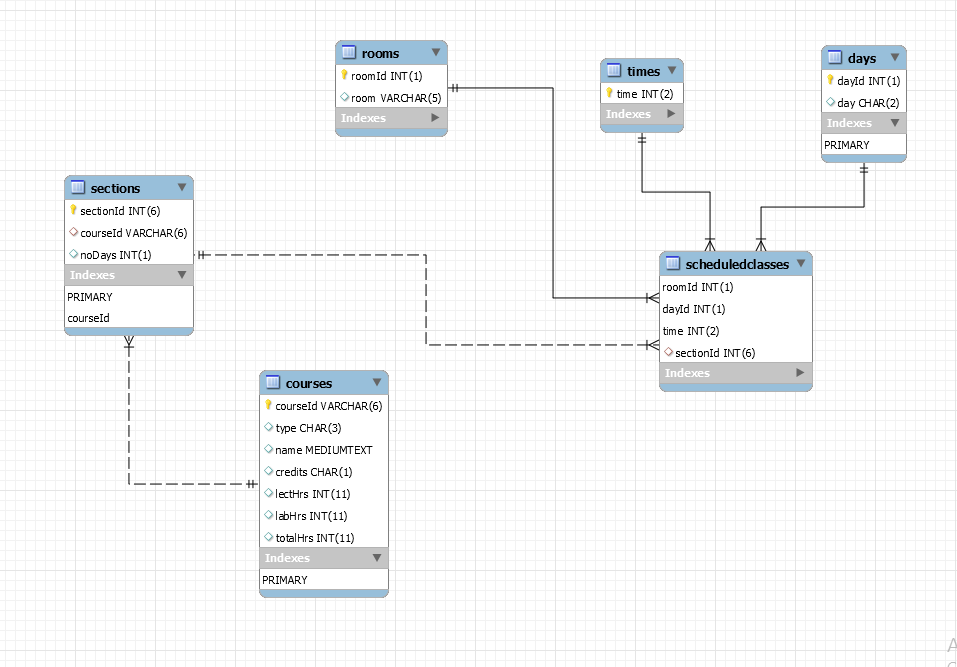 rooms
roomId INT(1)
room VARCHAR(5)
Indexes
times
time INT(2)
Indexes
days
dayId INT(1)
day CHAR(2)
Indexes
PRIMARY
sections
sectionId INT(6)
courseId VARCHAR(6)
noDays INT(1)
Indexes
PRIMARY
courseId
scheduledclasses
roomId INT(1)
dayId INT(1)
time INT(2)
sectionId INT(6)
Indexes
courses
courseId VARCHAR(6)
type CHAR(3)
name MEDIUMTEXT
credits CHAR(1)
lectHrs INT(11)
labHrs INT(11)
totalHrs INT(11)
Indexes
PRIMARY